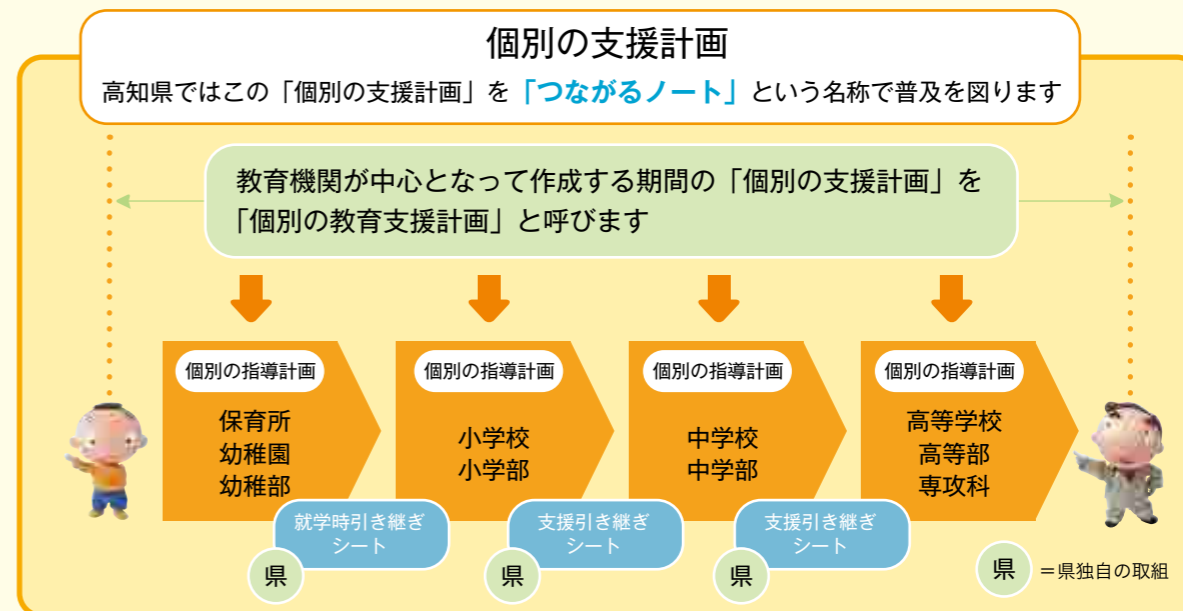 個別の支援計画
高知県ではこの「個別の支援計画」を「つながるノート」という名称で普及を図ります
教育機関が中心となって作成する期間の「個別の支援計画」を
「個別の教育支援計画」と呼びます
個別の指導計画
保育所
幼稚園
幼稚部
個別の指導計画
小学校
小学部
個別の指導計画
中学校
中学部
個別の指導計画
高等学校
高等部
専攻科
就学時引き継ぎ
シート
県
支援引き継ぎ
シート
県
支援引き継ぎ
シート
県
県 ＝県独自の取組